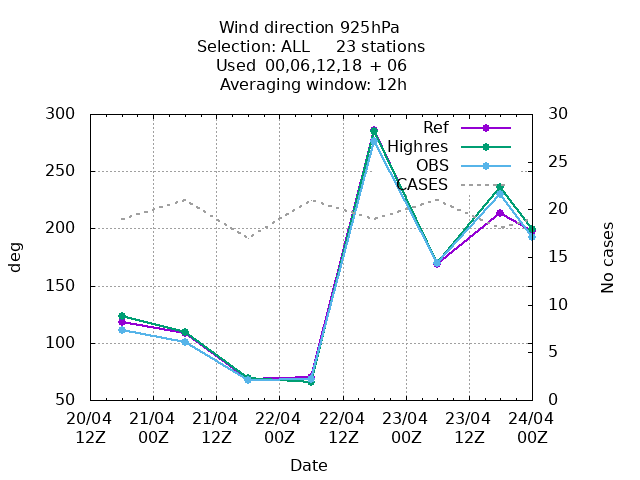 Wind direction 925hPa
Selection: ALL 23 stations
Used 00,06,12,18 + 06
Averaging window: 12h
300 30
Ref
Highres
250 25
OBS
CASES
200 20
150 15
10
100
5
50 0
deg
No cases
20/04 21/04 21/04 22/04 22/04 23/04 23/04 24/04
12Z 00Z 12Z 00Z 12Z 00Z 12Z 00Z
Date